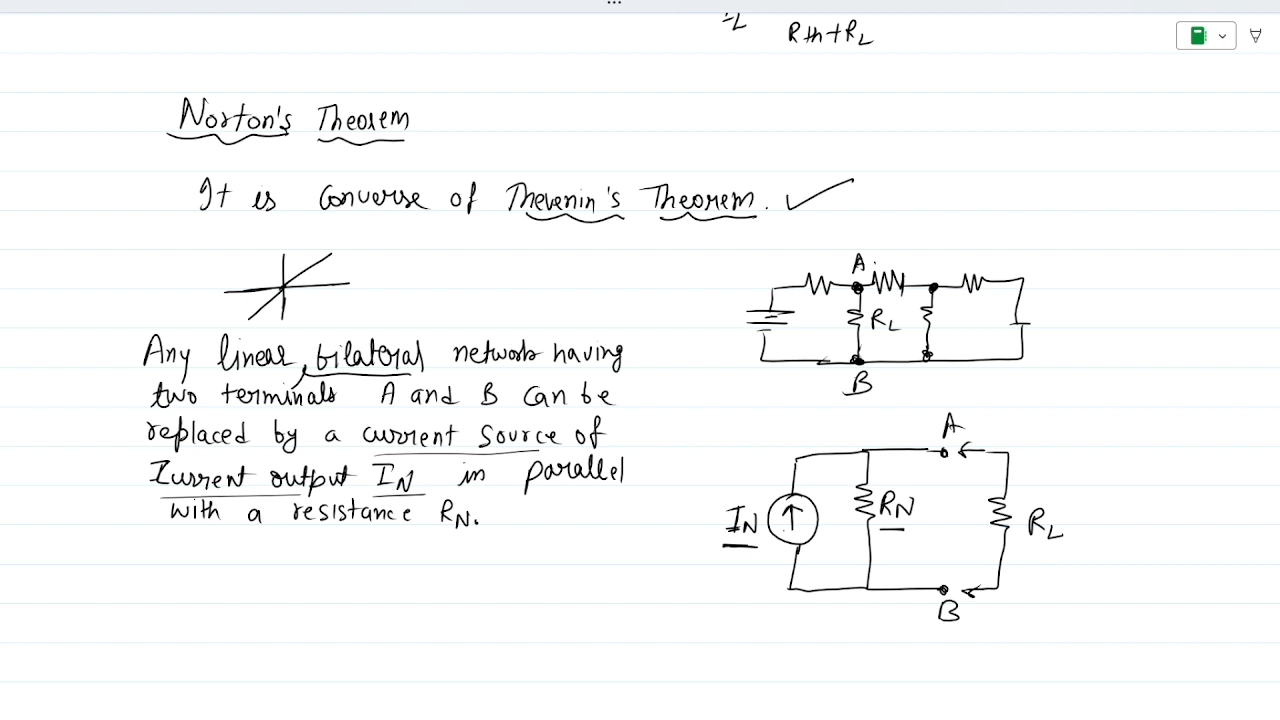 Rth+RL
Norton's Theorem
It is converse of Thevenin's Theorem.
Any linear, bilateral network having
two terminals A and B can be
replaced by a current source of
Current output IN in parallel
with a resistance RN.
A
RL
B
A
IN
RN
RL
B